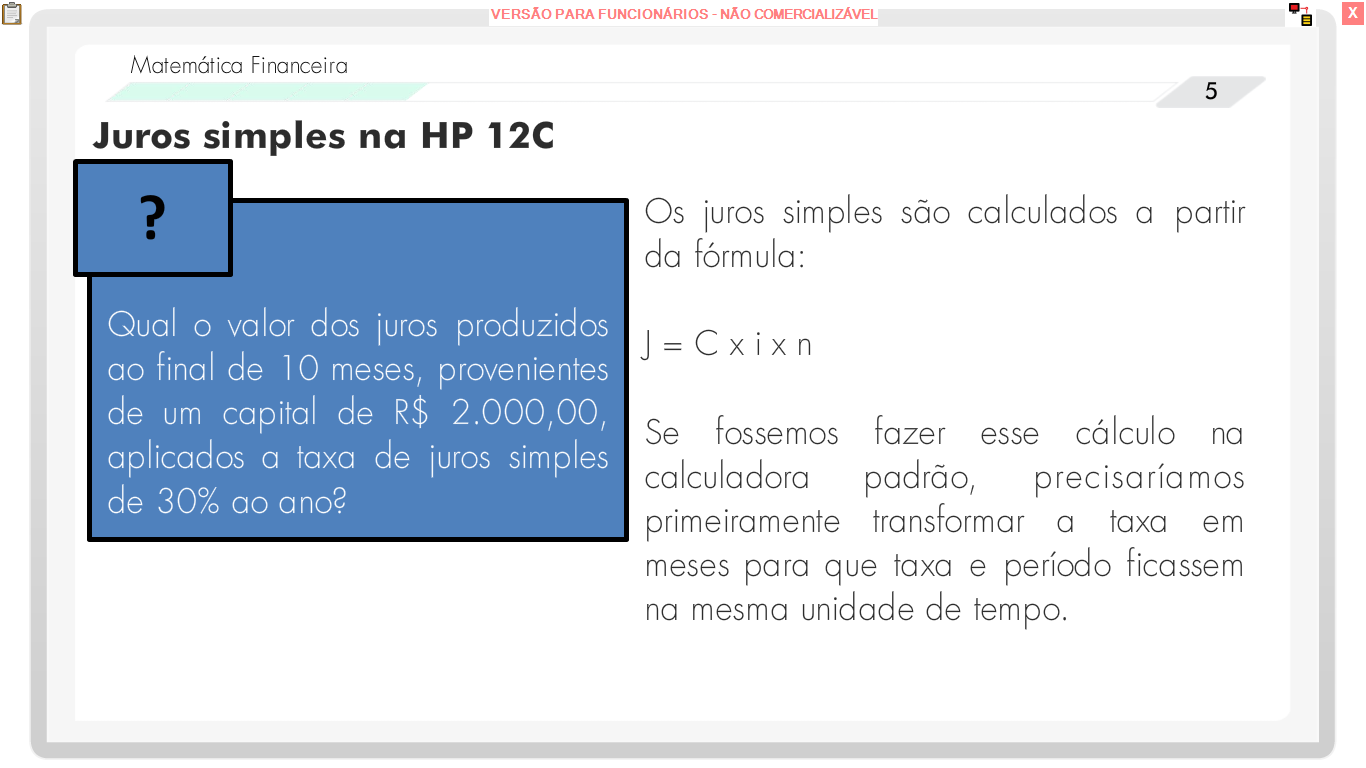 VERSÃO PARA FUNCIONÁRIOS - NÃO COMERCIALIZÁVEL
X
Matemática Financeira
5
Juros simples na HP 12C
?
Qual o valor dos juros produzidos
ao final de 10 meses, provenientes
de um capital de R$ 2.000,00,
aplicados a taxa de juros simples
de 30% ao ano?
Os juros simples são calculados a partir
da fórmula:
J = C x i x n
Se fossemos fazer esse cálculo na
calculadora padrão, precisaríamos
primeiramente transformar a taxa em
meses para que taxa e período ficassem
na mesma unidade de tempo.